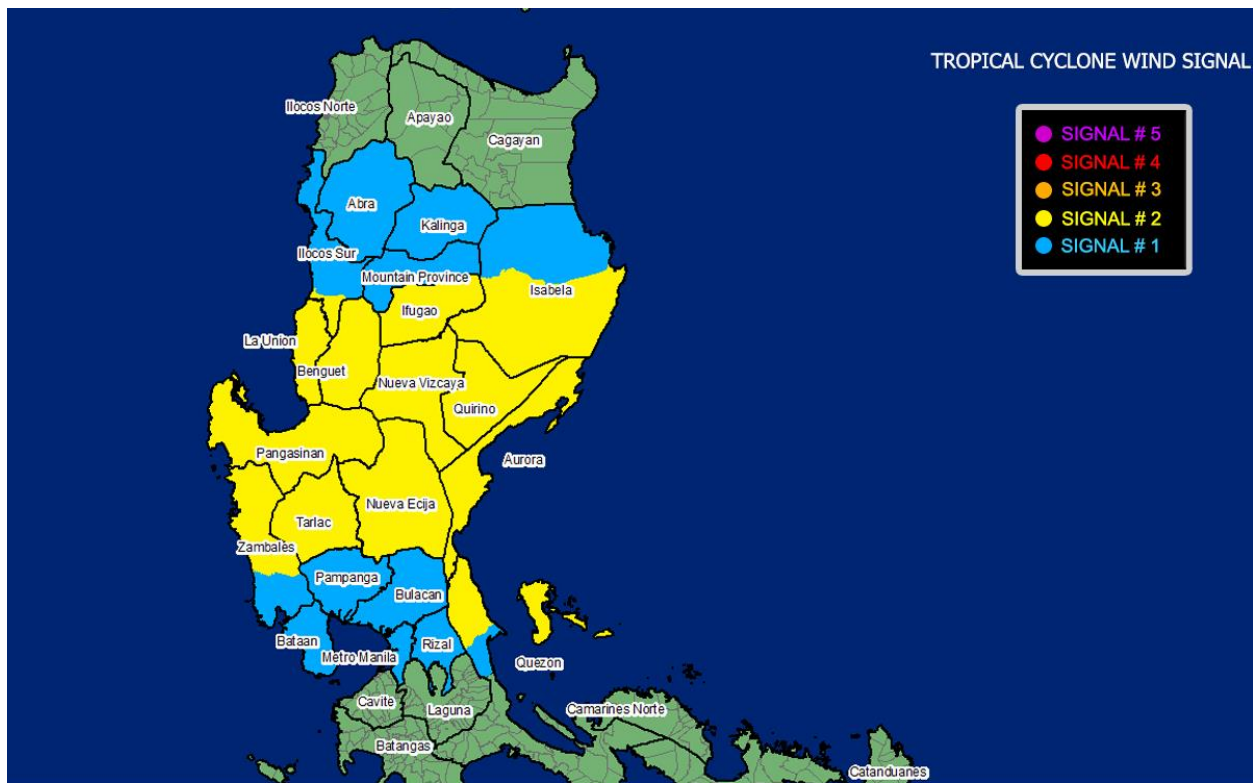 TROPICAL CYCLONE WIND SIGNAL
SIGNAL # 5
SIGNAL # 4
SIGNAL # 3
SIGNAL # 2
SIGNAL # 1
Ilocos Norte
Apayao
Cagayan
Abra
Kalinga
Ilocos Sur
Mountain Province
Isabela
Ifugao
La Union
Benguet
Nueva Vizcaya
Quirino
Pangasinan
Aurora
Nueva Ecija
Tarlac
Zambales
Pampanga
Bulacan
Bataan
Metro Manila
Rizal
Quezon
Cavite
Laguna
Camarines Norte
Batangas
Catanduanes